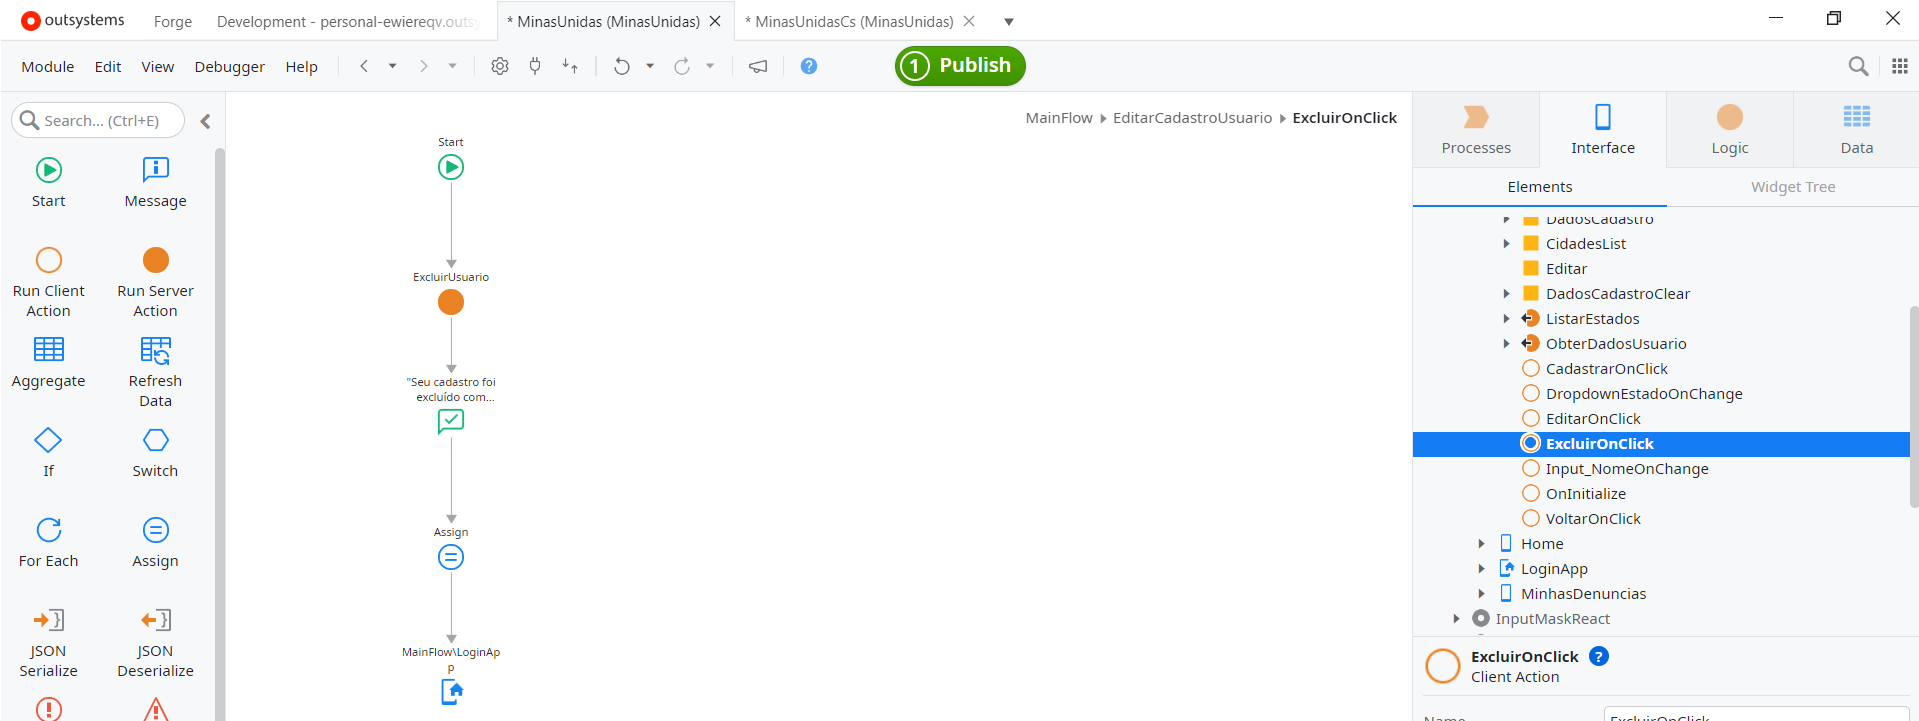 outsystems
Forge
Development - personal-ewiereqv.outsy
* MinasUnidas (MinasUnidas)
* MinasUnidasCs (MinasUnidas)
Module
Edit
View
Debugger
Help
1 Publish
Search... (Ctrl+E)
Start
Message
Run Client
Action
Run Server
Action
Aggregate
Refresh
Data
If
Switch
For Each
Assign
JSON
Serialize
JSON
Deserialize
MainFlow
EditarCadastroUsuario
ExcluirOnClick
Start
ExcluirUsuario
"Seu cadastro foi
excluído com...
Assign
MainFlow\LoginAp
p
Processes
Interface
Logic
Data
Elements
Widget Tree
DadosCadastro
CidadesList
Editar
DadosCadastroClear
ListarEstados
ObterDadosUsuario
CadastrarOnClick
DropdownEstadoOnChange
EditarOnClick
ExcluirOnClick
Input_NomeOnChange
OnInitialize
VoltarOnClick
Home
LoginApp
MinhasDenuncias
InputMaskReact
ExcluirOnClick
Client Action
Name
ExcluirOnClick